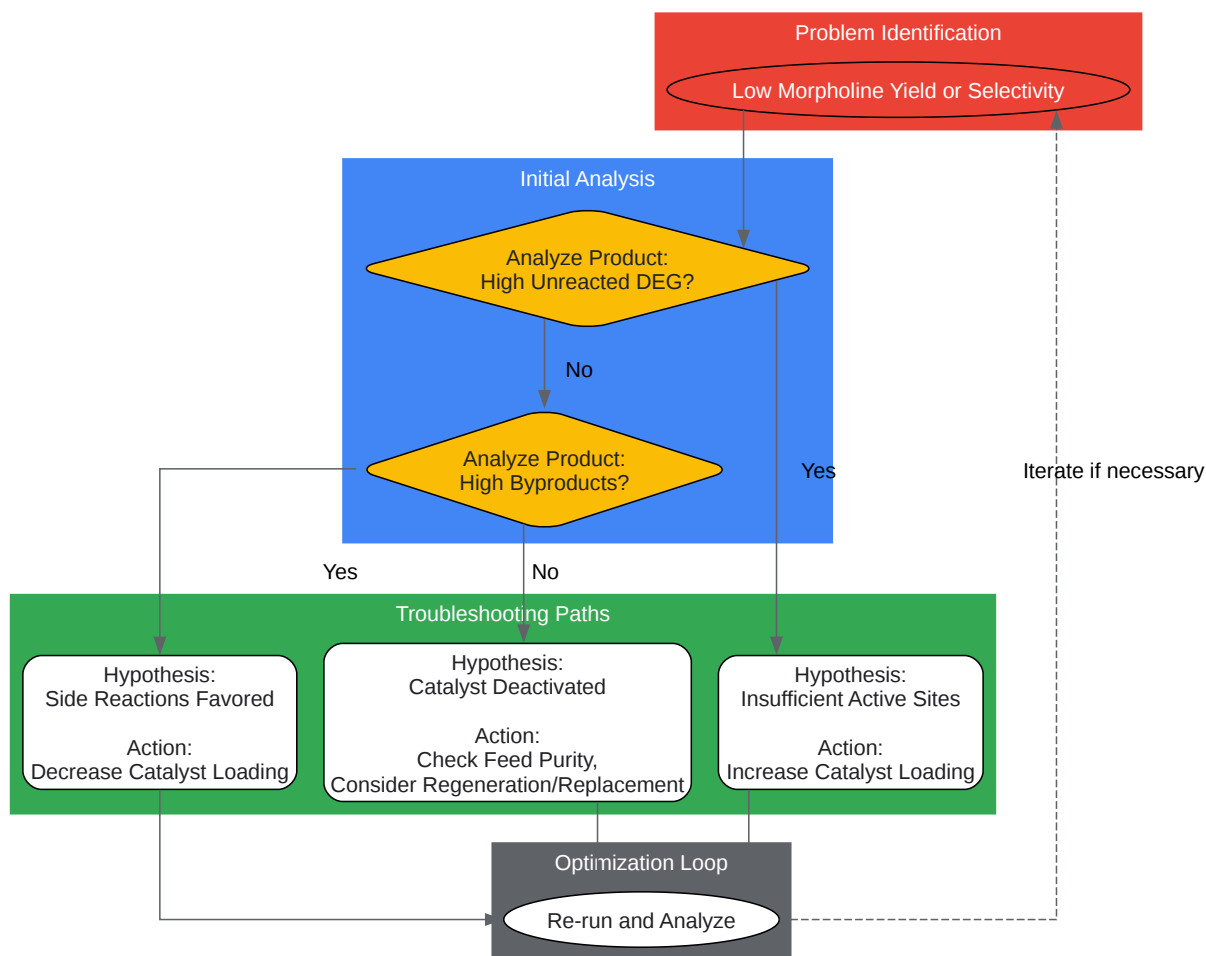 Problem Identification
Low Morpholine Yield or Selectivity
Initial Analysis
Analyze Product:
High Unreacted DEG?
No
Analyze Product:
High Byproducts?
Yes
Iterate if necessary
Yes
No
Troubleshooting Paths
Hypothesis:
Side Reactions Favored
Action:
Decrease Catalyst Loading
Hypothesis:
Catalyst Deactivated
Action:
Check Feed Purity,
Consider Regeneration/Replacement
Hypothesis:
Insufficient Active Sites
Action:
Increase Catalyst Loading
Optimization Loop
Re-run and Analyze